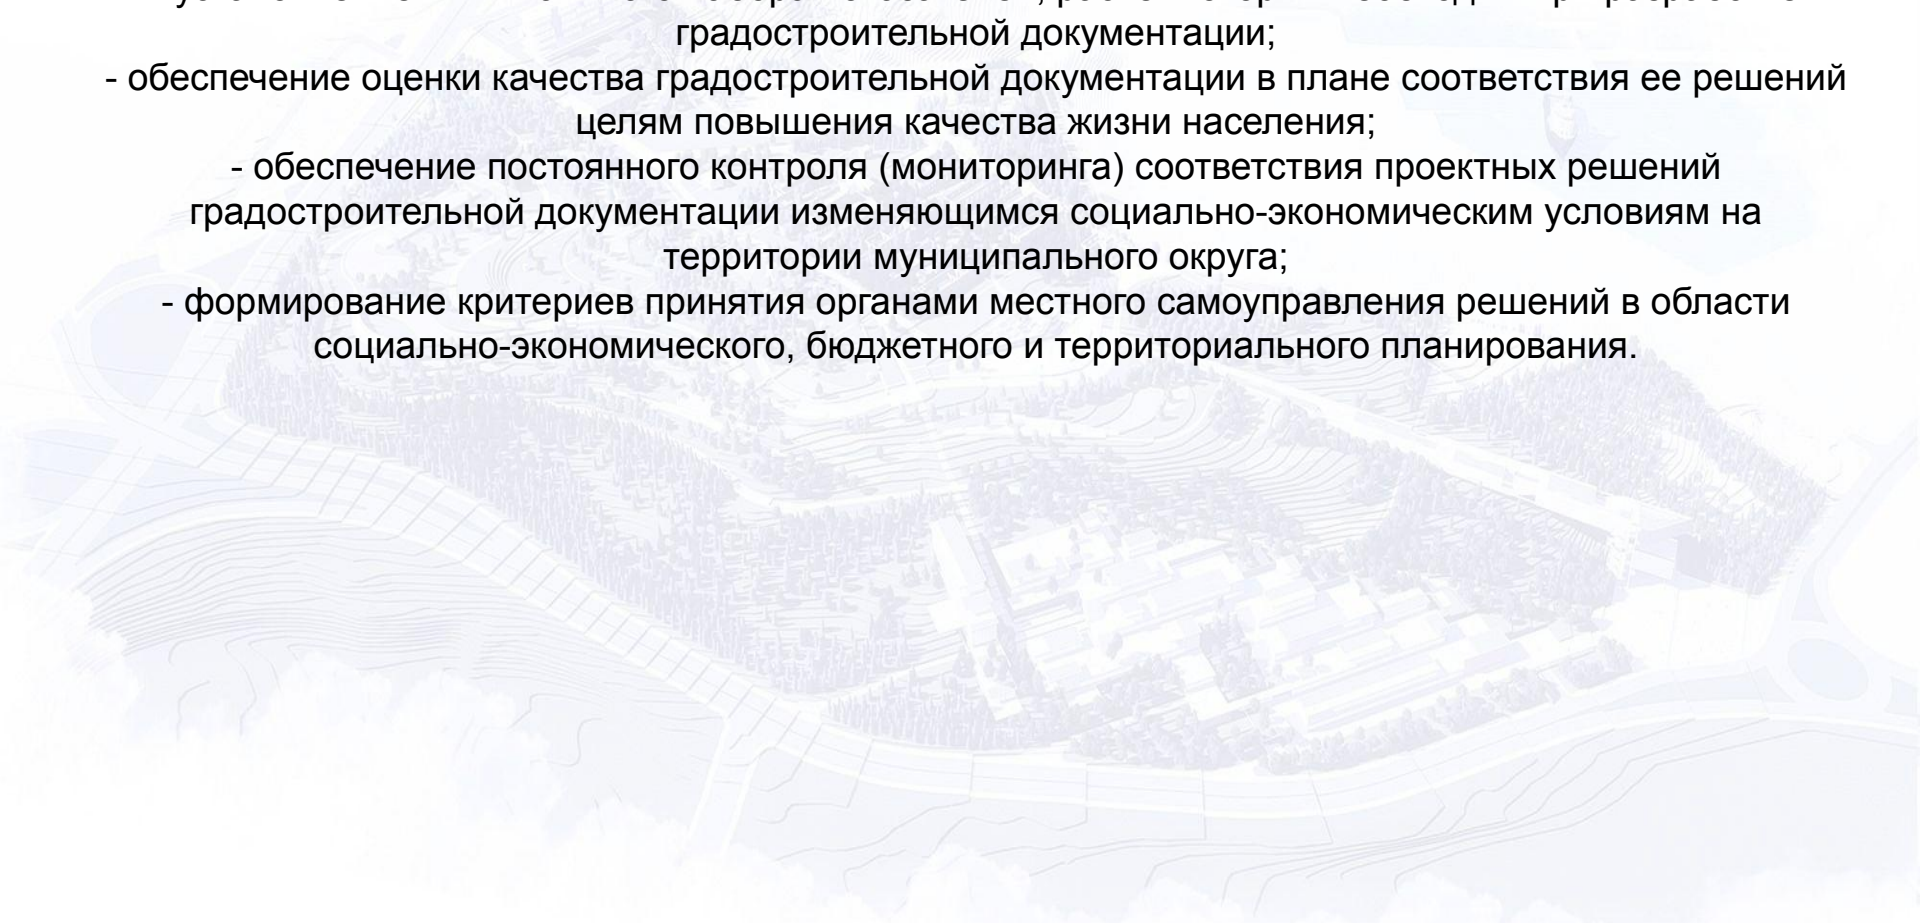 градостроительной документации;
- обеспечение оценки качества градостроительной документации в плане соответствия ее решений
целям повышения качества жизни населения;
- обеспечение постоянного контроля (мониторинга) соответствия проектных решений
градостроительной документации изменяющимся социально-экономическим условиям на
территории муниципального округа;
- формирование критериев принятия органами местного самоуправления решений в области
социально-экономического, бюджетного и территориального планирования.